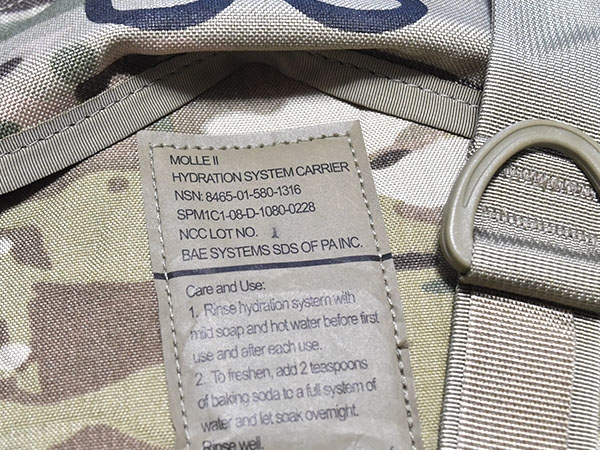 MOLLE II
HYDRATION SYSTEM CARRIER
NSN: 8465-01-580-1316
SPM1C1-08-D-1080-0228
NCC LOT NO. 1
BAE SYSTEMS SDS OF PA INC.
Care and Use:
1. Rinse hydration system with
mild soap and hot water before first
use and after each use.
2. To freshen, add 2 teaspoons
of baking soda to a full system of
water and let soak overnight.
Rinse well.